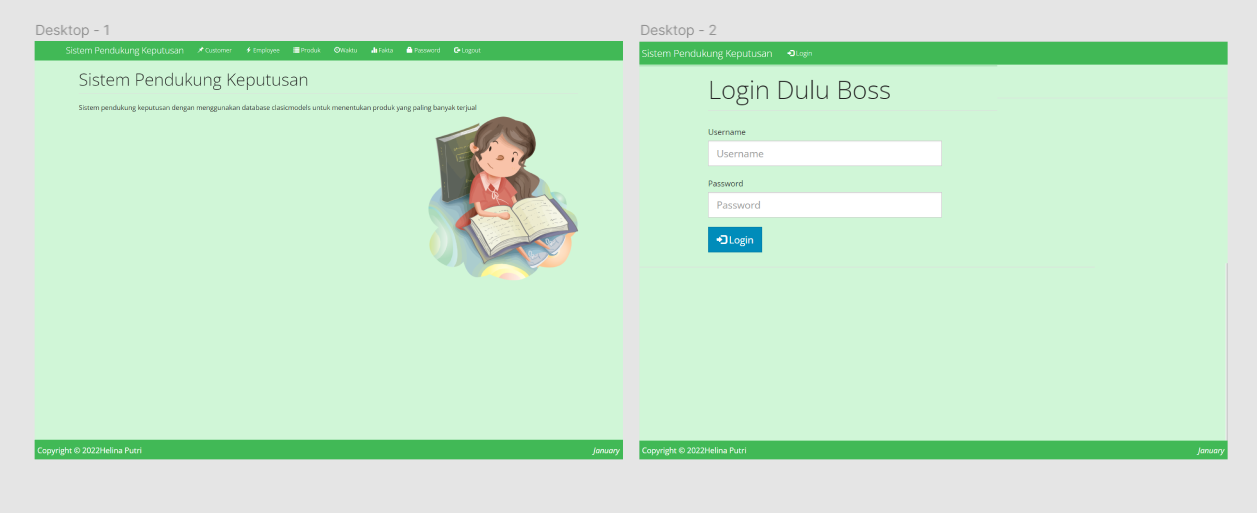 Desktop - 1
Sistem Pendukung Keputusan Customer Employee Produk Waktu Fakta Password Logout
Sistem Pendukung Keputusan
Sistem pendukung keputusan dengan menggunakan database clasicmodels untuk menentukan produk yang paling banyak terjual
Copyright © 2022Helina Putri January
Desktop - 2
Sistem Pendukung Keputusan Login
Login Dulu Boss
Username
Username
Password
Password
Login
Copyright © 2022Helina Putri January